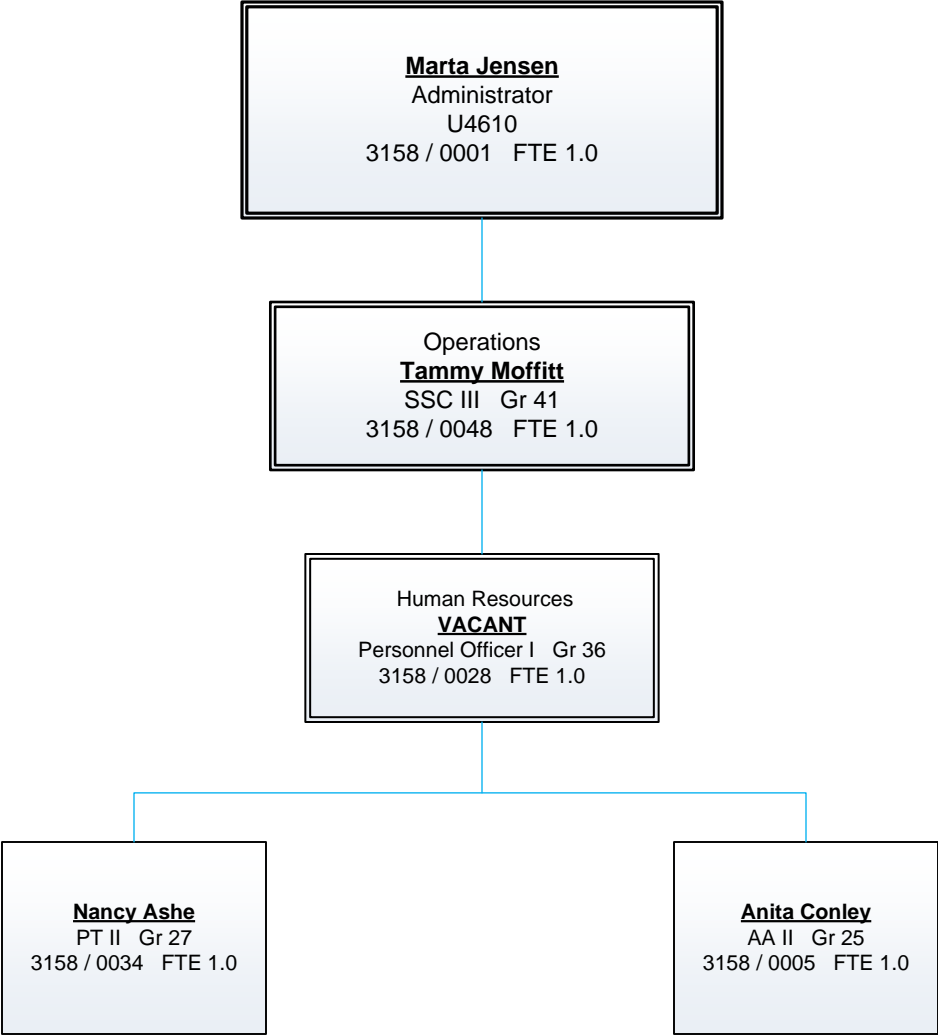 Marta Jensen
Administrator
U4610
3158 / 0001 FTE 1.0
Operations
Tammy Moffitt
SSC III Gr 41
3158 / 0048 FTE 1.0
Human Resources
VACANT
Personnel Officer I Gr 36
3158 / 0028 FTE 1.0
Nancy Ashe
PT II Gr 27
3158 / 0034 FTE 1.0
Anita Conley
AA II Gr 25
3158 / 0005 FTE 1.0